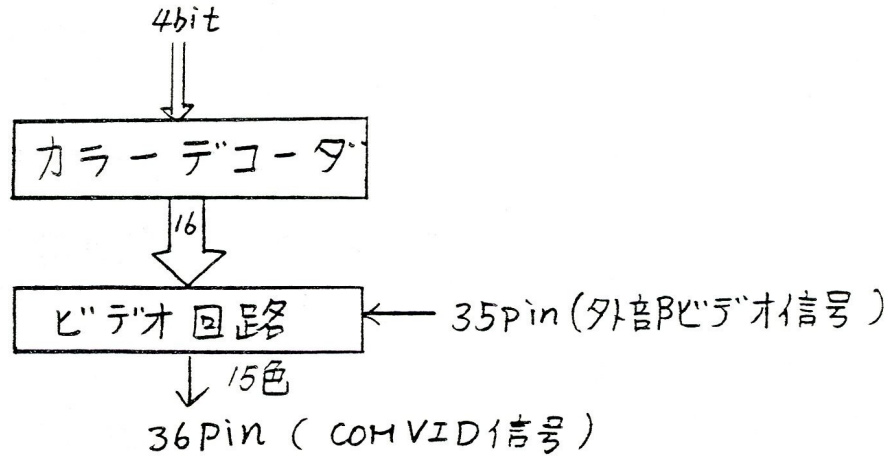 4bit
カラーデコーダ
16
ビデオ回路
35pin(外部ビデオ信号)
15色
36pin ( COMVID信号)